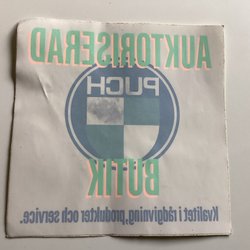 AUKTORISERAD
PUCH
BUTIK
Kvalitet i rådgivning, produkter och service.